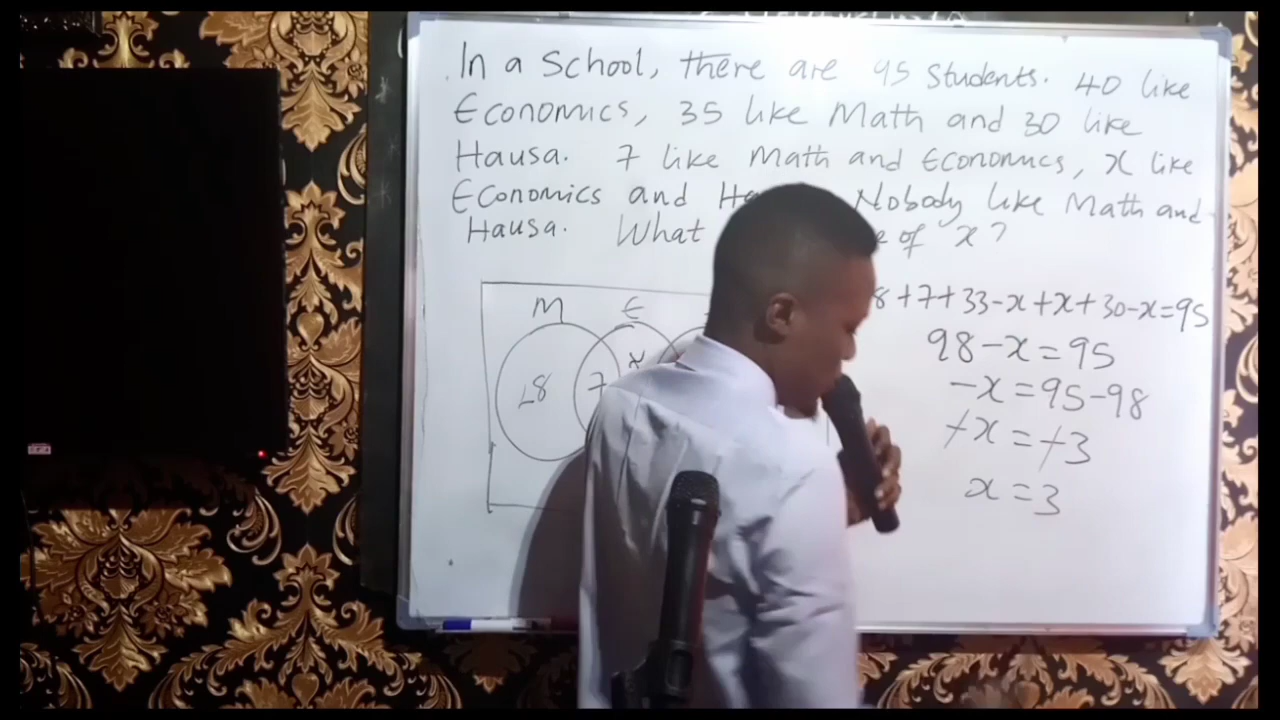 In a School, there are 95 Students. 40 like
Economics, 35 like Math and 30 like
Hausa. 7 like Math and Economics, x like
Economics and Nobody like Math and
Hausa. What of x?
M E
28 7 x
8+7+33-x+x+30-x=95
98-x=95
-x=95-98
-x=-3
x=3